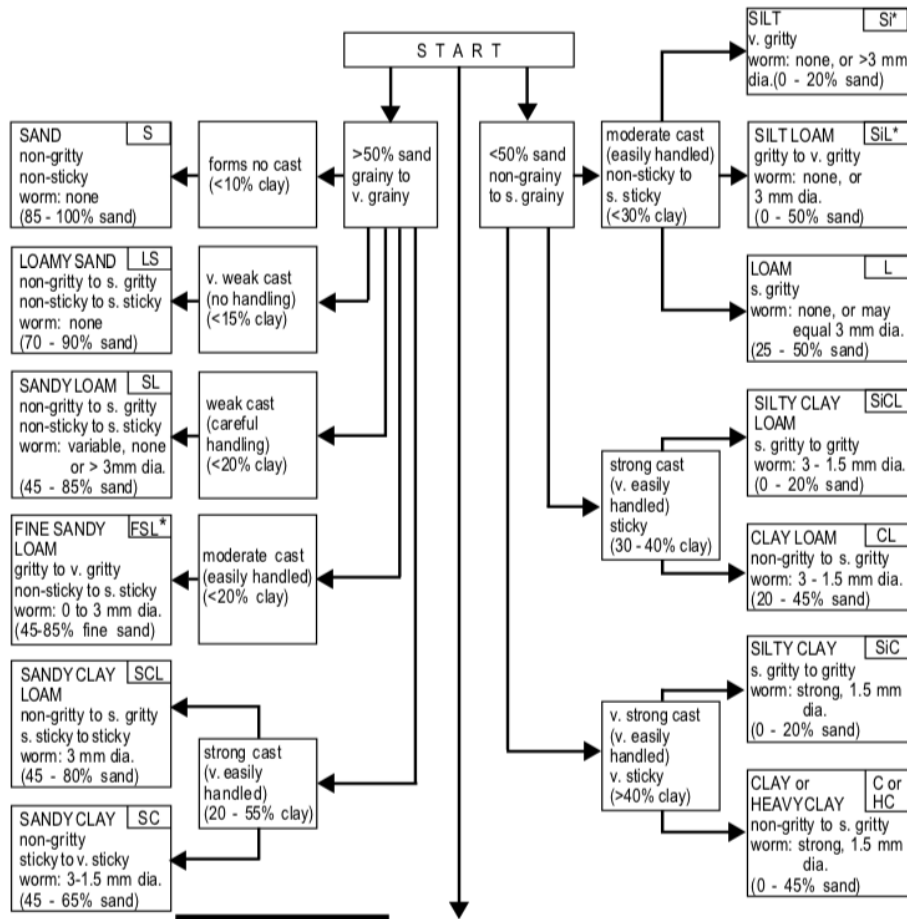 START
>50% sand
grainy to
v. grainy
forms no cast
(<10% clay)
SAND S
non-gritty
non-sticky
worm: none
(85 - 100% sand)
v. weak cast
(no handling)
(<15% clay)
LOAMY SAND LS
non-gritty to s. gritty
non-sticky to s. sticky
worm: none
(70 - 90% sand)
weak cast
(careful
handling)
(<20% clay)
SANDY LOAM SL
non-gritty to s. gritty
non-sticky to s. sticky
worm: variable, none
or > 3mm dia.
(45 - 85% sand)
moderate cast
(easily handled)
(<20% clay)
FINE SANDY FSL*
LOAM
gritty to v. gritty
non-sticky to s. sticky
worm: 0 to 3 mm dia.
(45-85% fine sand)
strong cast
(v. easily
handled)
(20 - 55% clay)
SANDY CLAY SCL
LOAM
non-gritty to s. gritty
s. sticky to sticky
worm: 3 mm dia.
(45 - 80% sand)
SANDY CLAY SC
non-gritty
sticky to v. sticky
worm: 3-1.5 mm dia.
(45 - 65% sand)
<50% sand
non-grainy
to s. grainy
moderate cast
(easily handled)
non-sticky to
s. sticky
(<30% clay)
SILT Si*
v. gritty
worm: none, or >3 mm
dia.(0 - 20% sand)
SILT LOAM SiL*
gritty to v. gritty
worm: none, or
3 mm dia.
(0 - 50% sand)
LOAM L
s. gritty
worm: none, or may
equal 3 mm dia.
(25 - 50% sand)
strong cast
(v. easily
handled)
sticky
(30 - 40% clay)
SILTY CLAY SiCL
LOAM
s. gritty to gritty
worm: 3 - 1.5 mm dia.
(0 - 20% sand)
CLAY LOAM CL
non-gritty to s. gritty
worm: 3 - 1.5 mm dia.
(20 - 45% sand)
v. strong cast
(v. easily
handled)
v. sticky
(>40% clay)
SILTY CLAY SiC
s. gritty to gritty
worm: strong, 1.5 mm
dia.
(0 - 20% sand)
CLAY or C or
HEAVY CLAY HC
non-gritty to s. gritty
worm: strong, 1.5 mm
dia.
(0 - 45% sand)